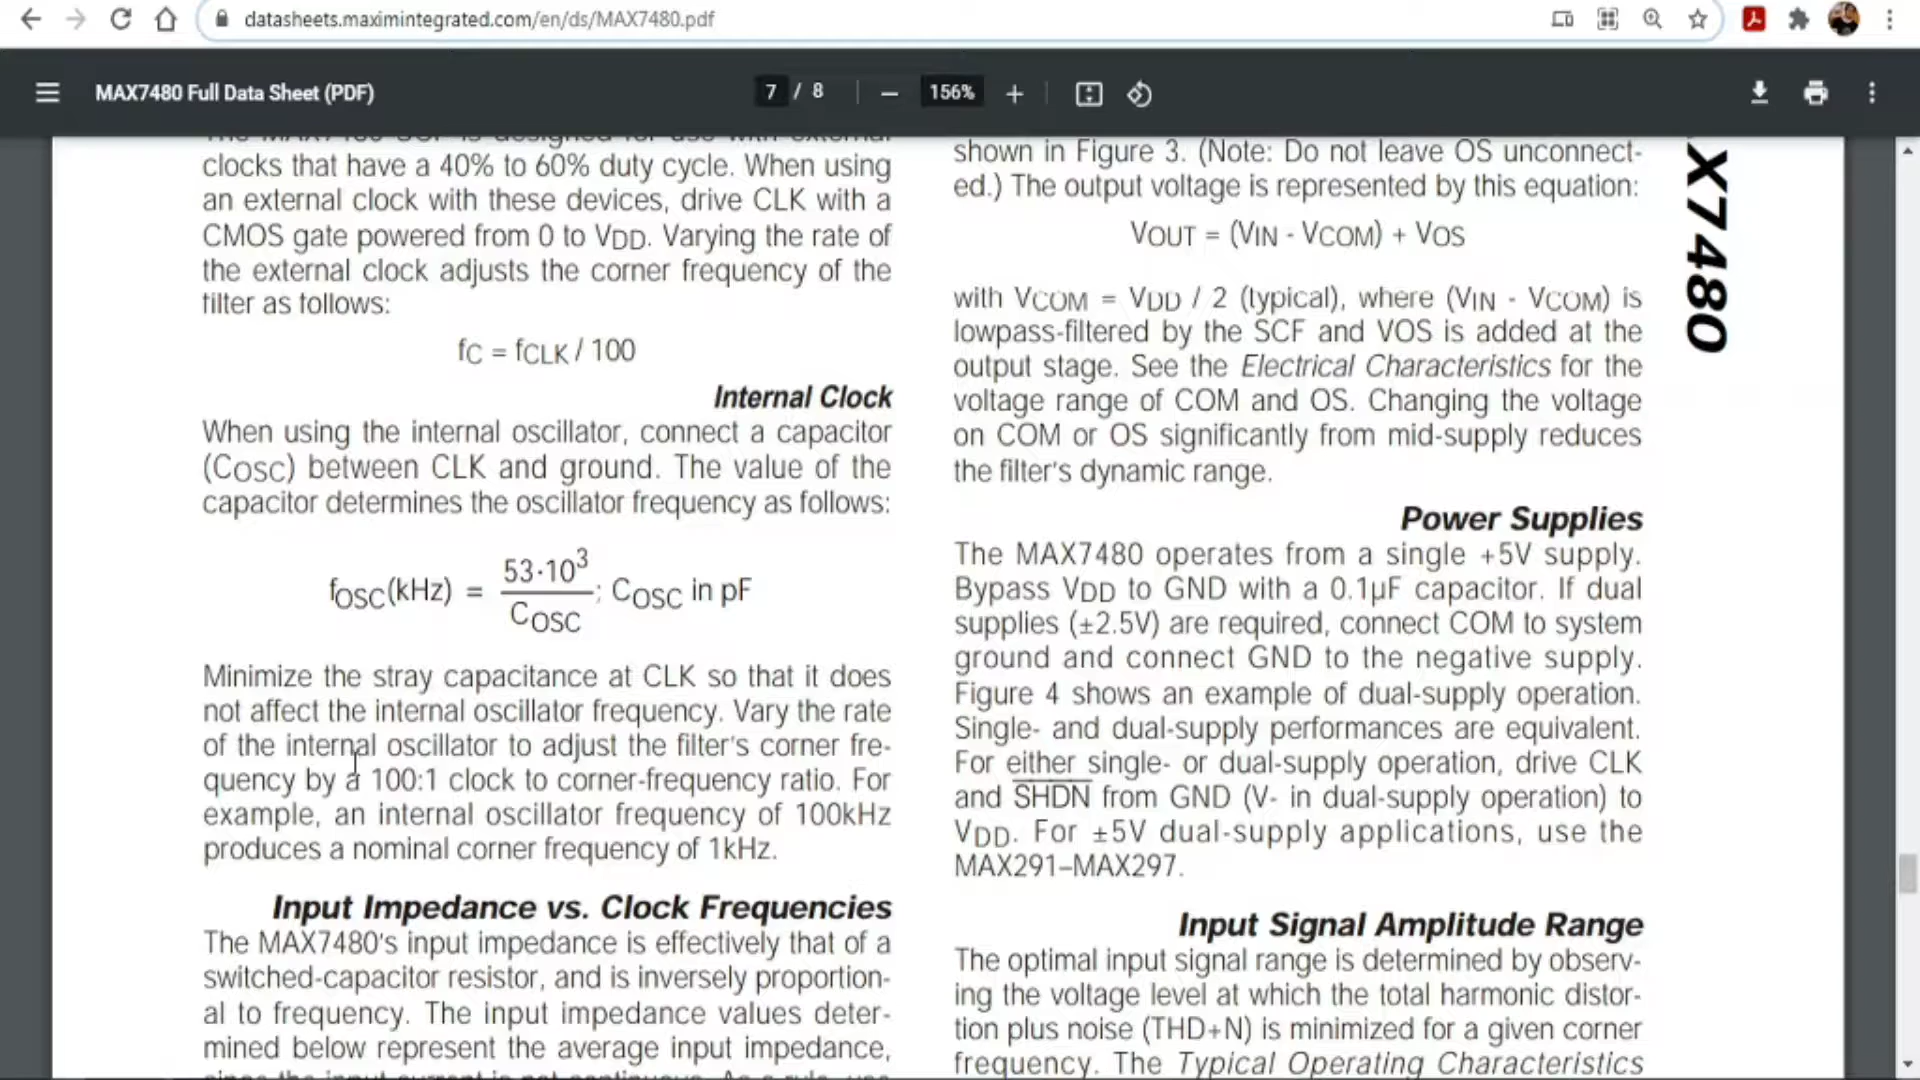 datasheets.maximintegrated.com/en/ds/MAX7480.pdf
MAX7480 Full Data Sheet (PDF)
7 / 8
156%
clocks that have a 40% to 60% duty cycle. When using
an external clock with these devices, drive CLK with a
CMOS gate powered from 0 to VDD. Varying the rate of
the external clock adjusts the corner frequency of the
filter as follows:
fC = fCLK / 100
Internal Clock
When using the internal oscillator, connect a capacitor
(COSC) between CLK and ground. The value of the
capacitor determines the oscillator frequency as follows:
fOSC(kHz) = 53·10³ / COSC ; COSC in pF
Minimize the stray capacitance at CLK so that it does
not affect the internal oscillator frequency. Vary the rate
of the internal oscillator to adjust the filter's corner fre-
quency by a 100:1 clock to corner-frequency ratio. For
example, an internal oscillator frequency of 100kHz
produces a nominal corner frequency of 1kHz.
Input Impedance vs. Clock Frequencies
The MAX7480's input impedance is effectively that of a
switched-capacitor resistor, and is inversely proportion-
al to frequency. The input impedance values deter-
mined below represent the average input impedance,
shown in Figure 3. (Note: Do not leave OS unconnect-
ed.) The output voltage is represented by this equation:
VOUT = (VIN - VCOM) + VOS
with VCOM = VDD / 2 (typical), where (VIN - VCOM) is
lowpass-filtered by the SCF and VOS is added at the
output stage. See the Electrical Characteristics for the
voltage range of COM and OS. Changing the voltage
on COM or OS significantly from mid-supply reduces
the filter's dynamic range.
Power Supplies
The MAX7480 operates from a single +5V supply.
Bypass VDD to GND with a 0.1µF capacitor. If dual
supplies (±2.5V) are required, connect COM to system
ground and connect GND to the negative supply.
Figure 4 shows an example of dual-supply operation.
Single- and dual-supply performances are equivalent.
For either single- or dual-supply operation, drive CLK
and SHDN from GND (V- in dual-supply operation) to
VDD. For ±5V dual-supply applications, use the
MAX291–MAX297.
Input Signal Amplitude Range
The optimal input signal range is determined by observ-
ing the voltage level at which the total harmonic distor-
tion plus noise (THD+N) is minimized for a given corner
frequency. The Typical Operating Characteristics
X7480